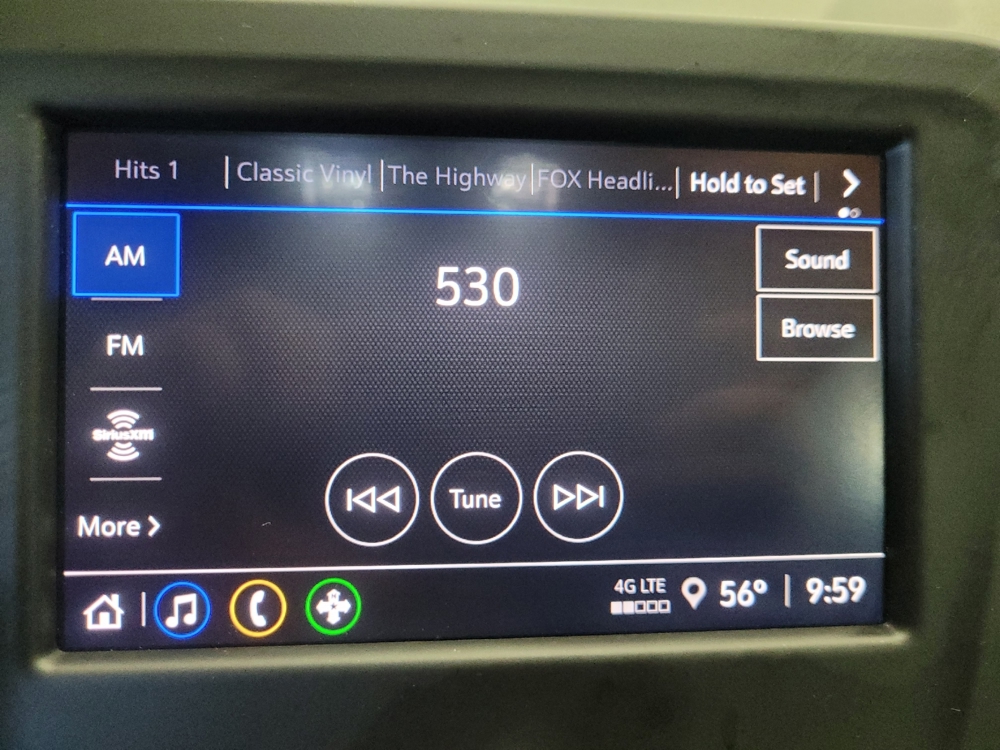 Hits 1 | Classic Vinyl | The Highway | FOX Headli... | Hold to Set |
AM
530
Sound
FM
Browse
SiriusXM
Tune
More
4G LTE
56° | 9:59